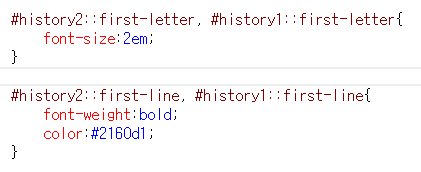 #history2::first-letter, #history1::first-letter{
font-size:2em;
}
#history2::first-line, #history1::first-line{
font-weight:bold;
color:#2160d1;
}